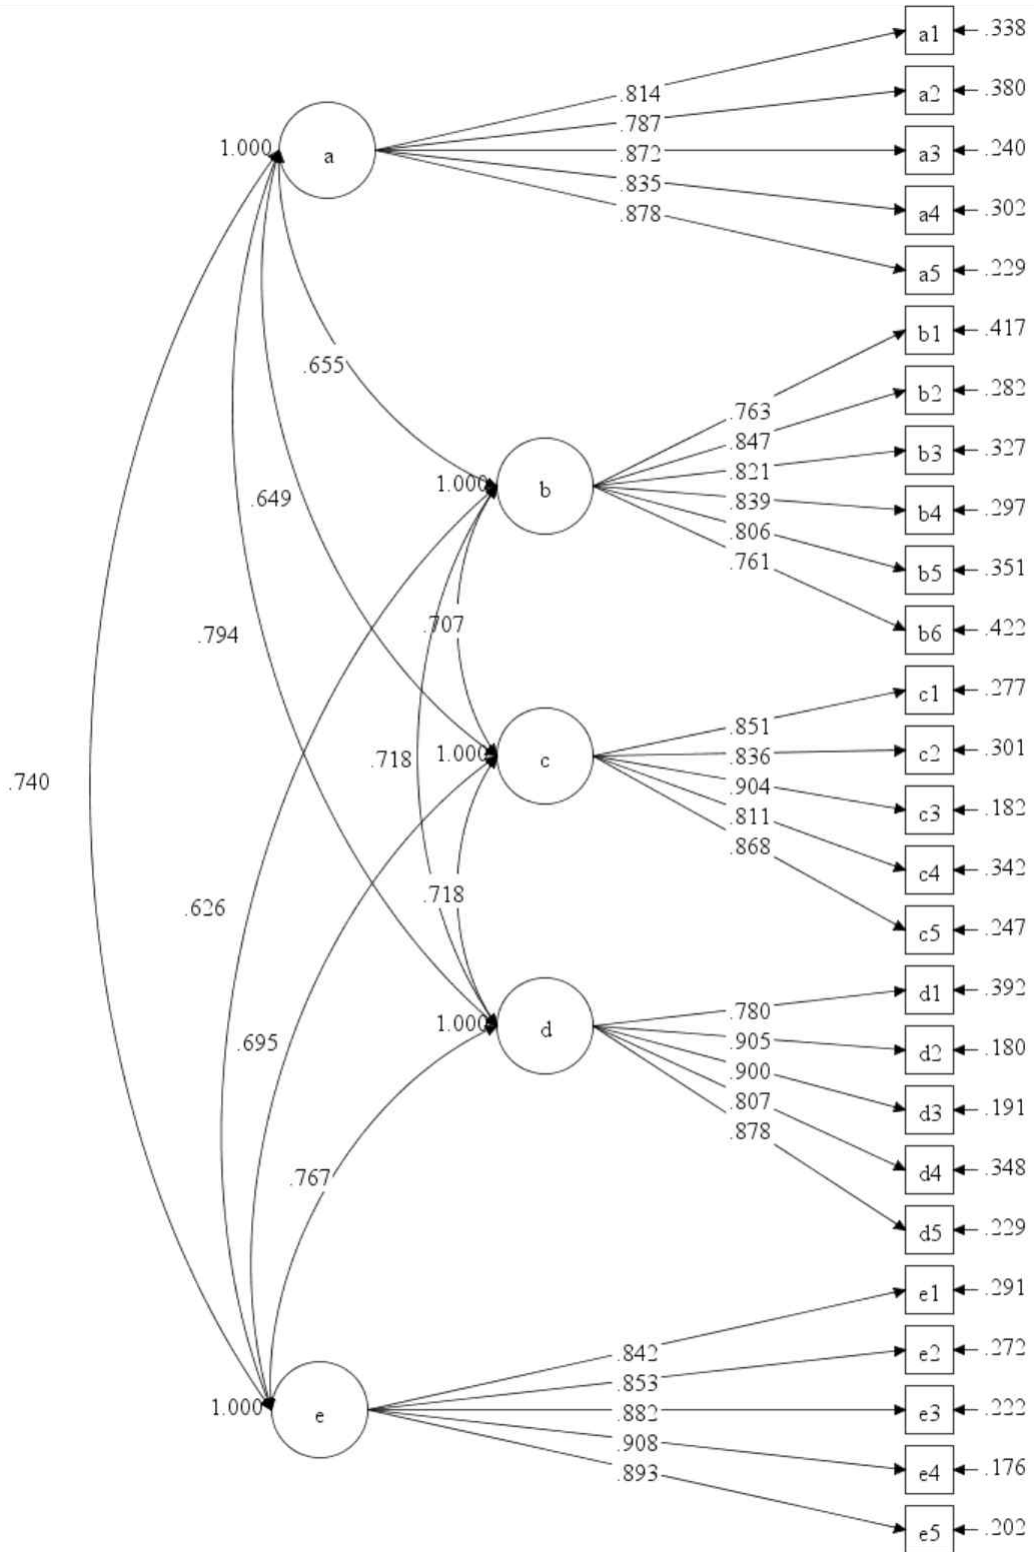 a1 .338
.814
a2 .380
.787
1.000 a
.872
a3 .240
.835
a4 .302
.878
a5 .229
b1 .417
.655
b2 .282
.763
.847
b3 .327
.821
1.000 b
.649
.839
b4 .297
.806
.761
b5 .351
.707
.794
b6 .422
c1 .277
.851
.718
1.000 c
.836
c2 .301
.740
.904
c3 .182
.811
.868
c4 .342
.718
.626
c5 .247
d1 .392
.780
1.000 d
.695
.905
d2 .180
.900
.807
d3 .191
.878
d4 .348
.767
d5 .229
e1 .291
.842
e2 .272
.853
1.000 e
.882
e3 .222
.908
e4 .176
.893
e5 .202